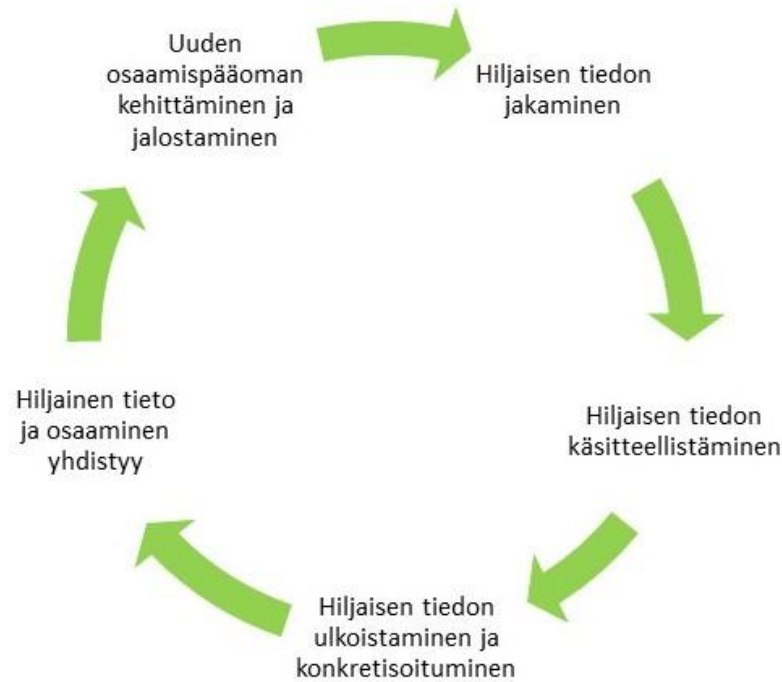 Uuden
osaamispääoman
kehittäminen ja
jalostaminen
Hiljaisen tiedon
jakaminen
Hiljaisen tiedon
käsitteellistäminen
Hiljaisen tiedon
ulkoistaminen ja
konkretisoituminen
Hiljainen tieto
ja osaaminen
yhdistyy